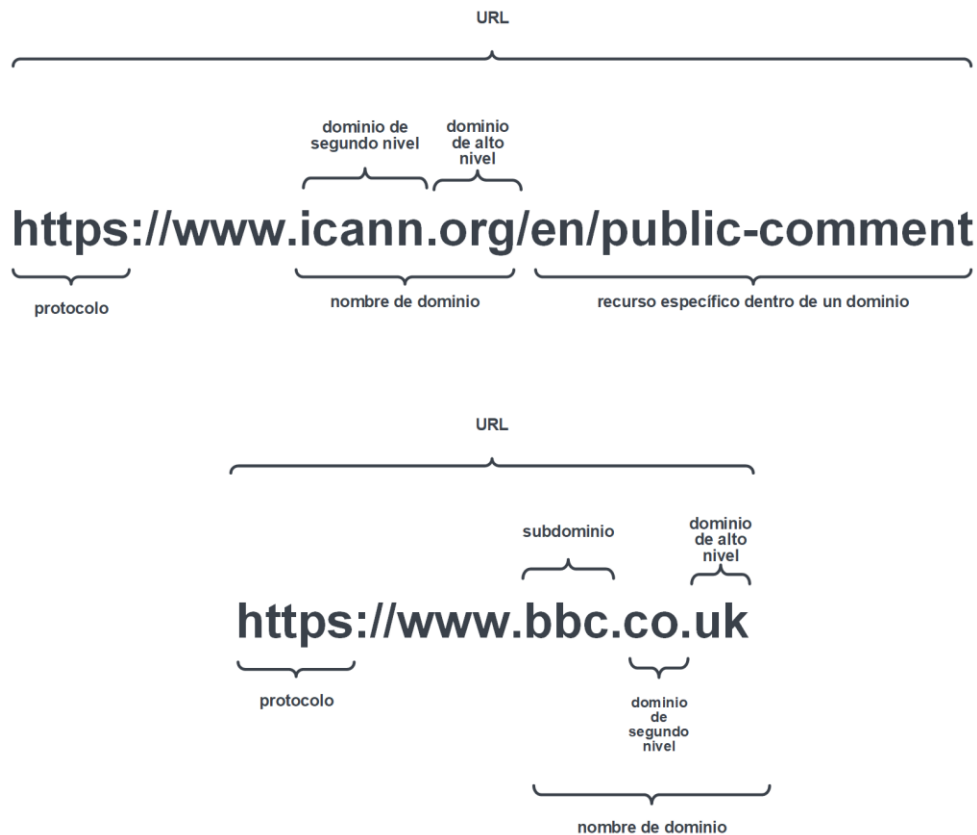 URL
dominio de
segundo nivel
dominio
de alto
nivel
https://www.icann.org/en/public-comment
protocolo
nombre de dominio
recurso específico dentro de un dominio
URL
subdominio
dominio
de alto
nivel
https://www.bbc.co.uk
protocolo
dominio
de
segundo
nivel
nombre de dominio